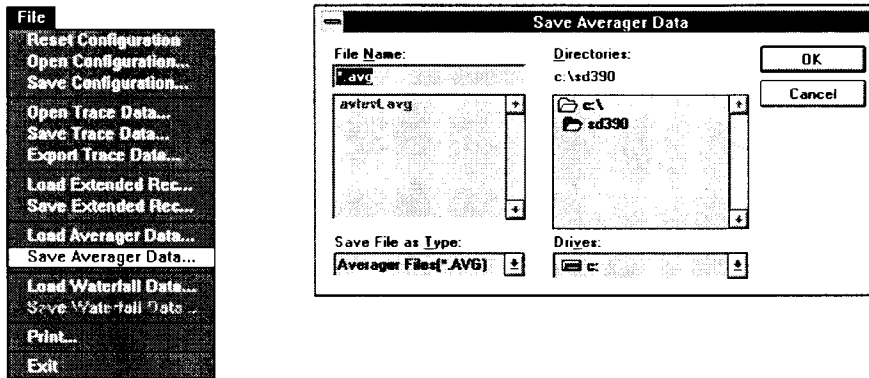 File
Reset Configuration
Open Configuration...
Save Configuration...
Open Trace Data...
Save Trace Data...
Export Trace Data...
Load Extended Rec...
Save Extended Rec...
Load Averager Data...
Save Averager Data...
Load Waterfall Data...
Save Waterfall Data...
Print...
Exit
Save Averager Data
File Name:
*.avg
avtest.avg
Save File as Type:
Averager Files(*.AVG)
Directories:
c:\sd390
c:\
sd390
Drives:
c:
OK
Cancel